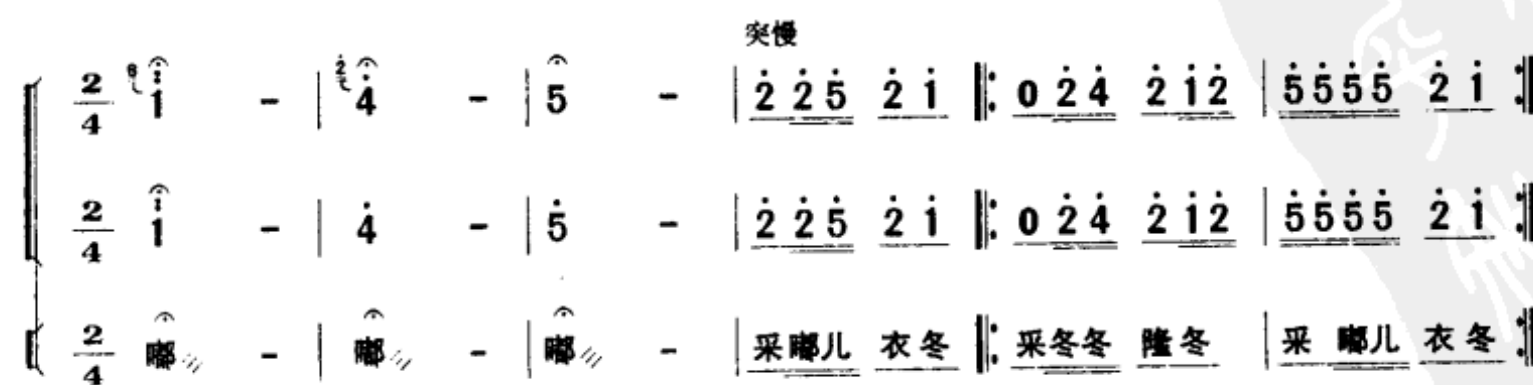 突慢
2/4 1 - | 4 - | 5 - | 2 2 5 2 1 |: 0 2 4 2 1 2 | 5 5 5 5 2 1 :|
2/4 1 - | 4 - | 5 - | 2 2 5 2 1 |: 0 2 4 2 1 2 | 5 5 5 5 2 1 :|
2/4 嘟 - | 嘟 - | 嘟 - | 采嘟儿 衣冬 |: 采冬冬 隆冬 | 采 嘟儿 衣冬 :|